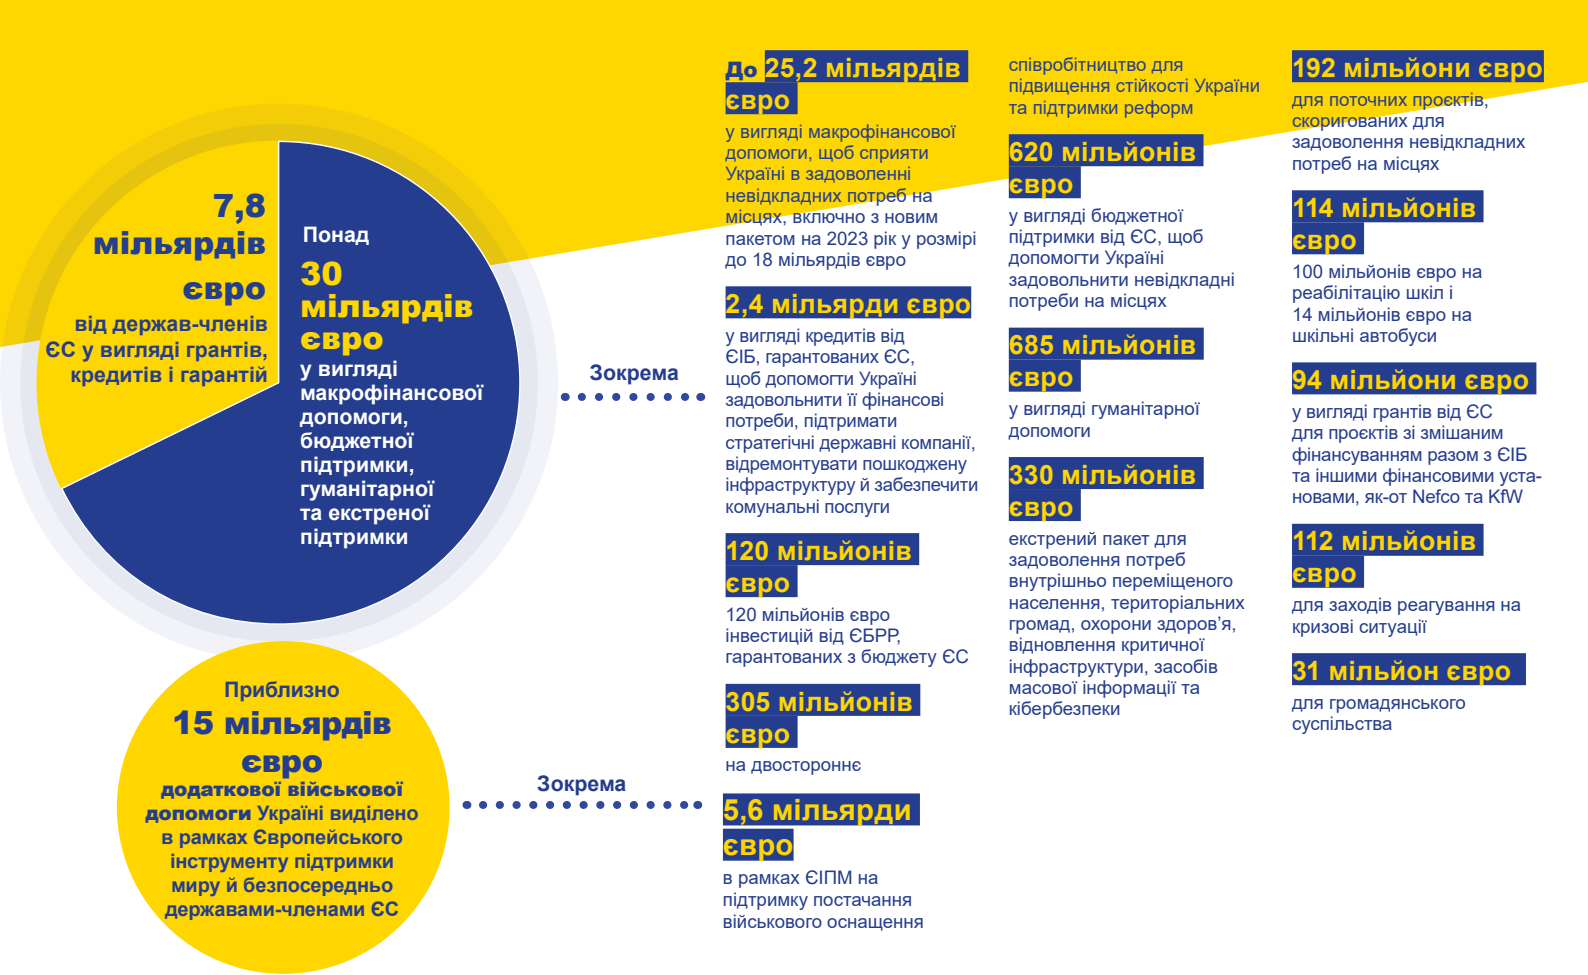 7,8
мільярдів
євро
від держав-членів
ЄС у вигляді грантів,
кредитів і гарантій
Понад
30
мільярдів
євро
у вигляді
макрофінансової
допомоги,
бюджетної
підтримки,
гуманітарної
та екстреної
підтримки
Зокрема
До 25,2 мільярдів
євро
у вигляді макрофінансової
допомоги, щоб сприяти
Україні в задоволенні
невідкладних потреб на
місцях, включно з новим
пакетом на 2023 рік у розмірі
до 18 мільярдів євро
2,4 мільярди євро
у вигляді кредитів від
ЄІБ, гарантованих ЄС,
щоб допомогти Україні
задовольнити її фінансові
потреби, підтримати
стратегічні державні компанії,
відремонтувати пошкоджену
інфраструктуру й забезпечити
комунальні послуги
120 мільйонів
євро
120 мільйонів євро
інвестицій від ЄБРР,
гарантованих з бюджету ЄС
305 мільйонів
євро
на двостороннє
співробітництво для
підвищення стійкості України
та підтримки реформ
620 мільйонів
євро
у вигляді бюджетної
підтримки від ЄС, щоб
допомогти Україні
задовольнити невідкладні
потреби на місцях
685 мільйонів
євро
у вигляді гуманітарної
допомоги
330 мільйонів
євро
екстрений пакет для
задоволення потреб
внутрішньо переміщеного
населення, територіальних
громад, охорони здоров’я,
відновлення критичної
інфраструктури, засобів
масової інформації та
кібербезпеки
192 мільйони євро
для поточних проєктів,
скоригованих для
задоволення невідкладних
потреб на місцях
114 мільйонів
євро
100 мільйонів євро на
реабілітацію шкіл і
14 мільйонів євро на
шкільні автобуси
94 мільйони євро
у вигляді грантів від ЄС
для проєктів зі змішаним
фінансуванням разом з ЄІБ
та іншими фінансовими уста-
новами, як-от Nefco та KfW
112 мільйонів
євро
для заходів реагування на
кризові ситуації
31 мільйон євро
для громадянського
суспільства
Приблизно
15 мільярдів
євро
додаткової військової
допомоги Україні виділено
в рамках Європейського
інструменту підтримки
миру й безпосередньо
державами-членами ЄС
Зокрема
5,6 мільярди
євро
в рамках ЄІПМ на
підтримку постачання
військового оснащення